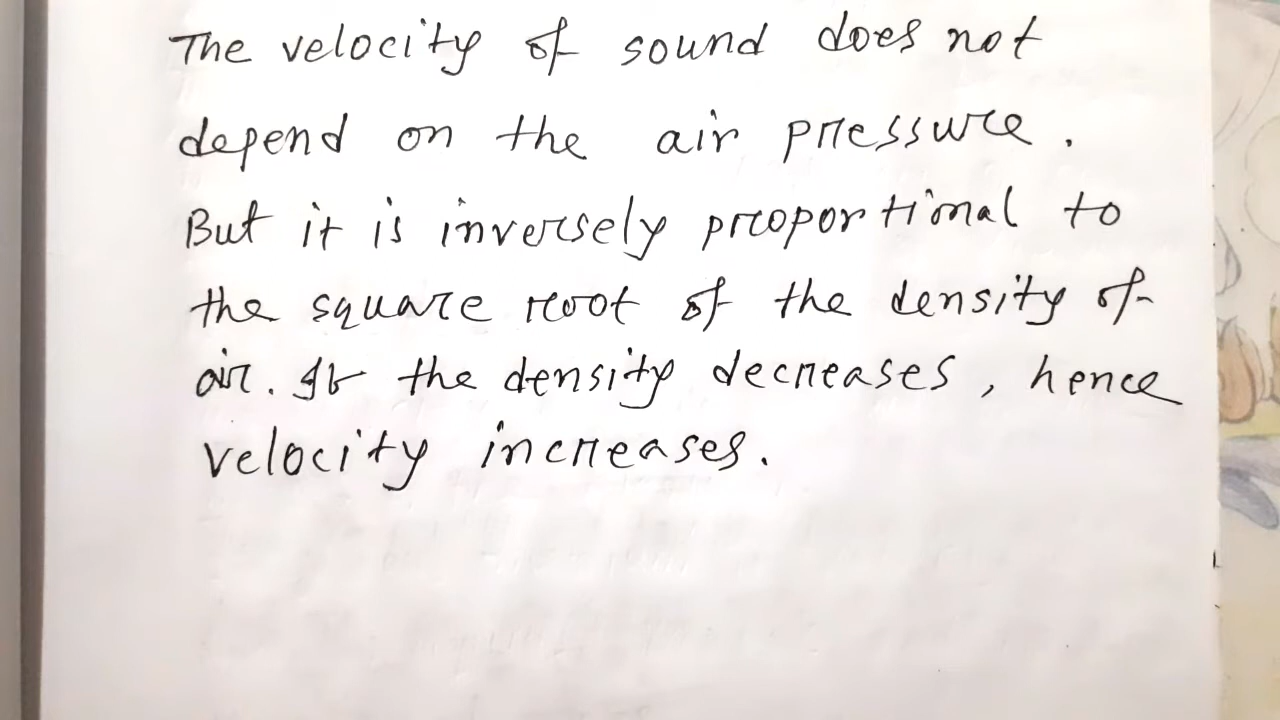 The velocity of sound does not
depend on the air pressure.
But it is inversely proportional to
the square root of the density of
air. If the density decreases, hence
velocity increases.